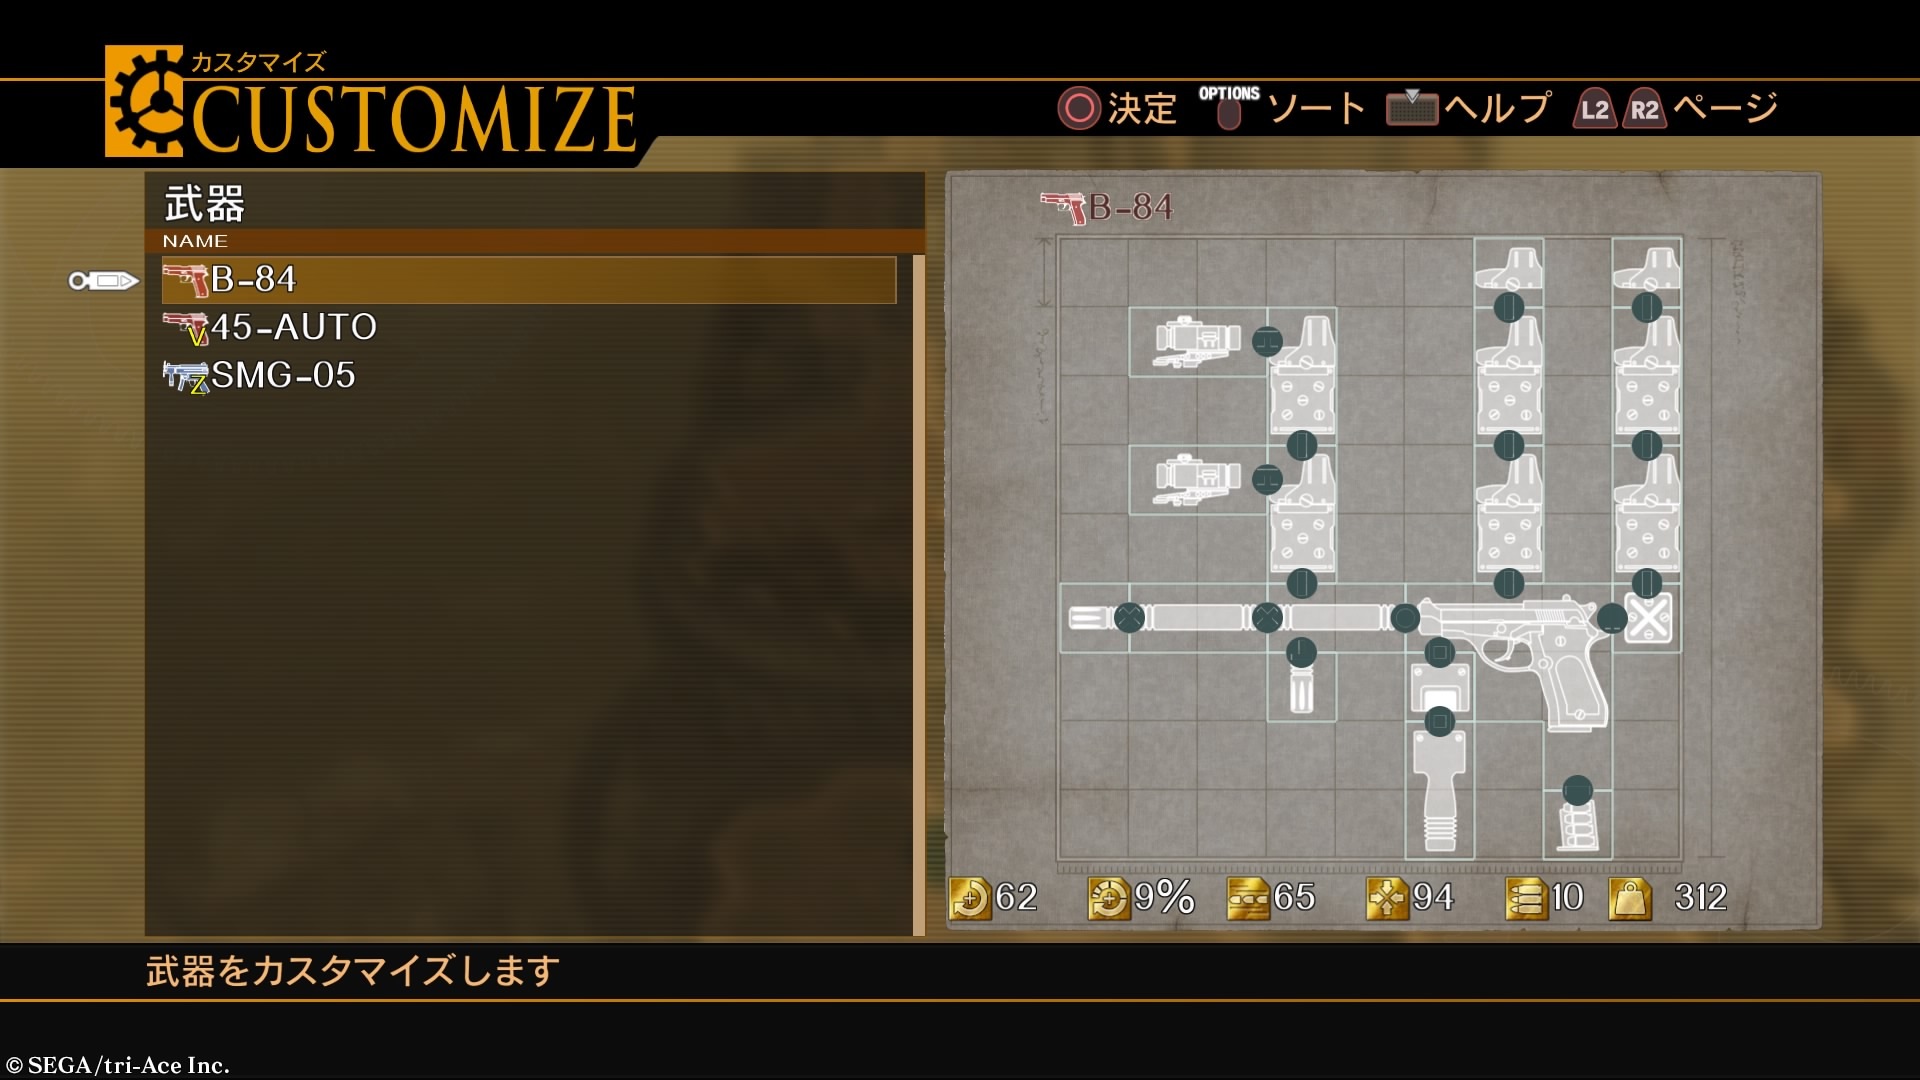 カスタマイズ
CUSTOMIZE
決定 OPTIONS ソート ヘルプ L2 R2 ページ
武器
NAME
B-84
45-AUTO
SMG-05
B-84
62 9% 65 94 10 312
武器をカスタマイズします
© SEGA/tri-Ace Inc.